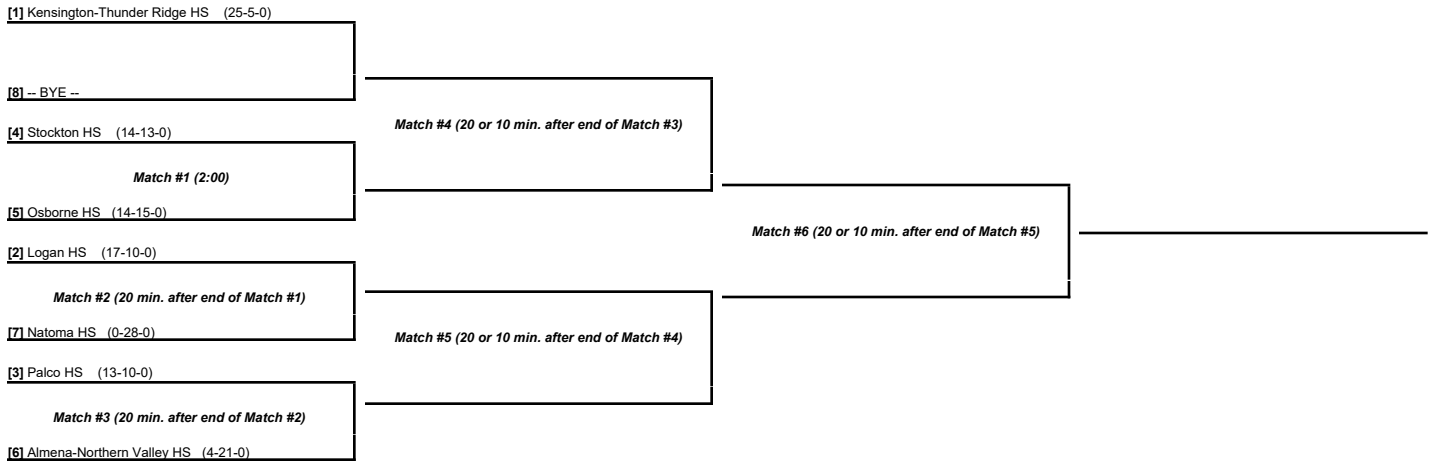 [1] Kensington-Thunder Ridge HS (25-5-0)
[8] -- BYE --
Match #4 (20 or 10 min. after end of Match #3)
[4] Stockton HS (14-13-0)
Match #1 (2:00)
[5] Osborne HS (14-15-0)
Match #6 (20 or 10 min. after end of Match #5)
[2] Logan HS (17-10-0)
Match #2 (20 min. after end of Match #1)
[7] Natoma HS (0-28-0)
Match #5 (20 or 10 min. after end of Match #4)
[3] Palco HS (13-10-0)
Match #3 (20 min. after end of Match #2)
[6] Almena-Northern Valley HS (4-21-0)